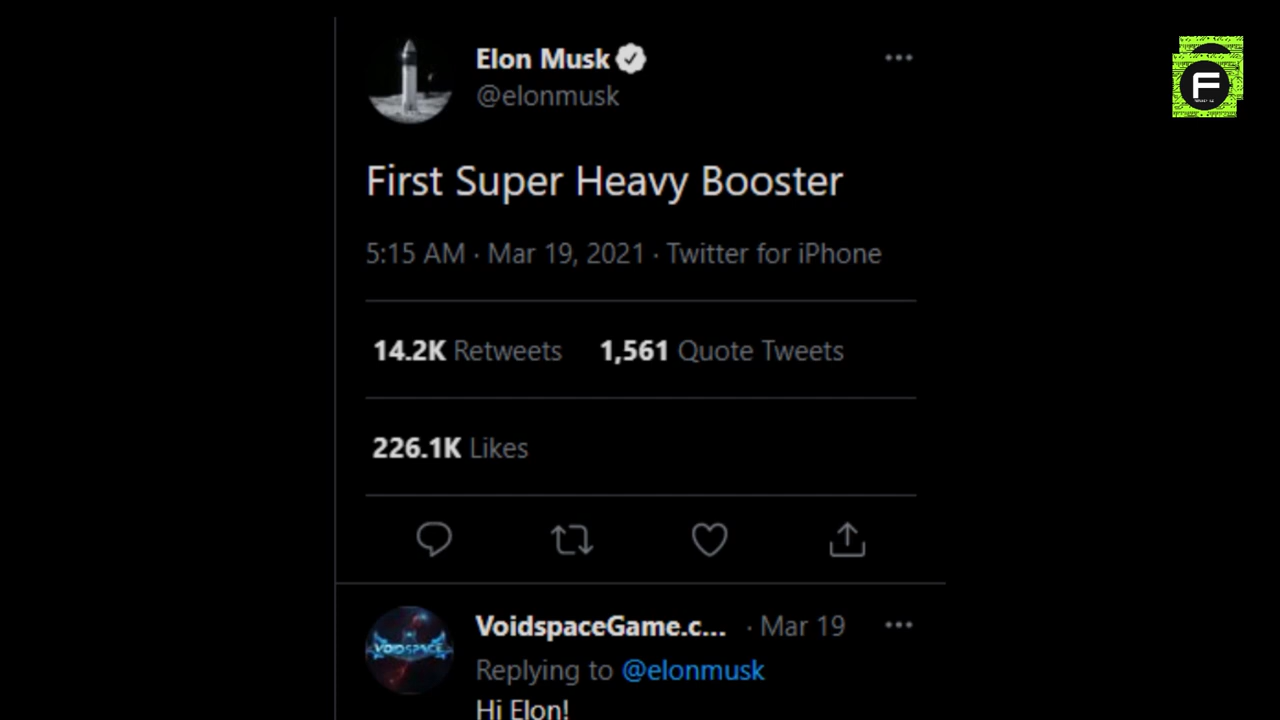 Elon Musk
@elonmusk
First Super Heavy Booster
5:15 AM · Mar 19, 2021 · Twitter for iPhone
14.2K Retweets 1,561 Quote Tweets
226.1K Likes
VoidspaceGame.c... · Mar 19
VOIDSPACE
Replying to @elonmusk
Hi Elon!
F